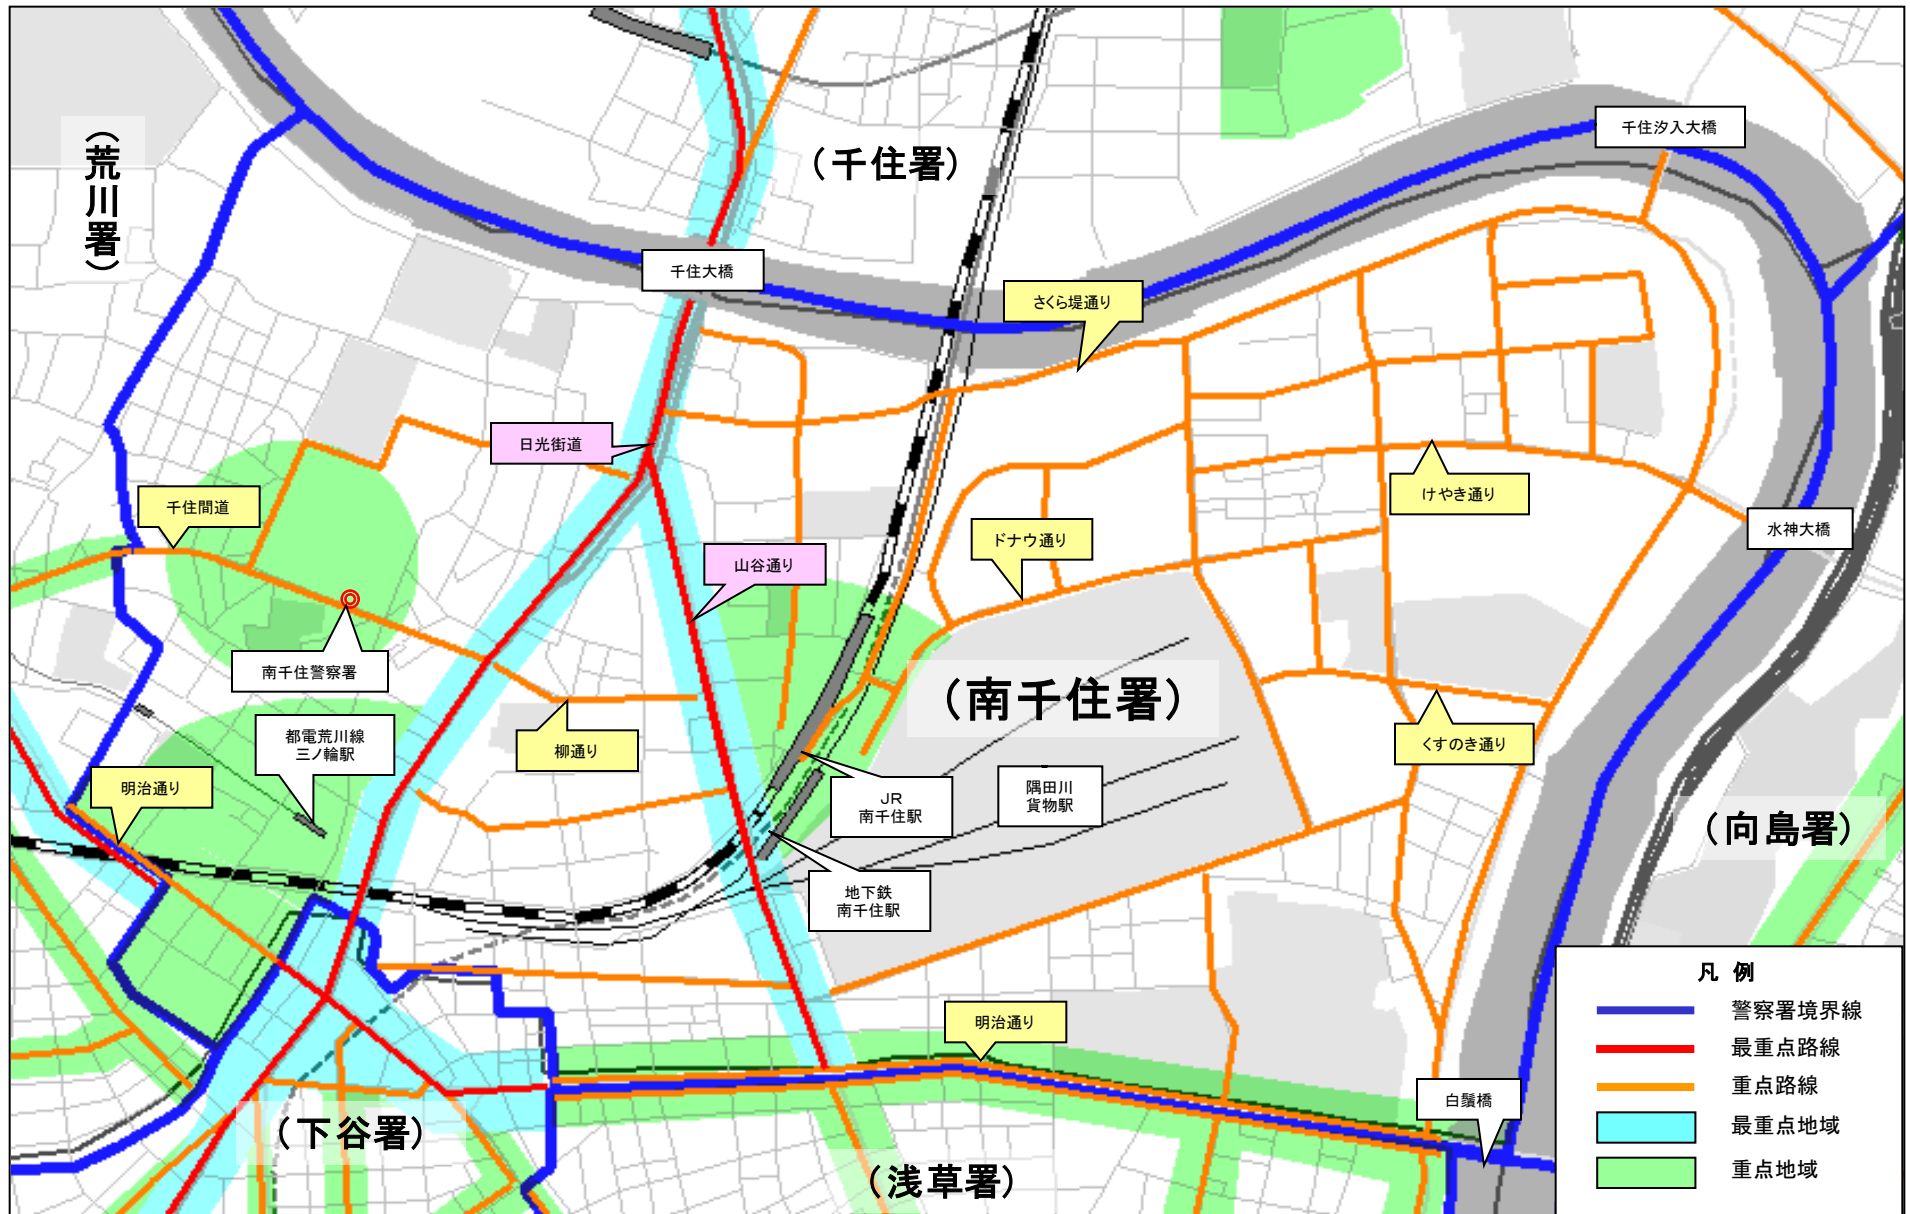 (荒川署)
(千住署)
千住汐入大橋
千住大橋
さくら堤通り
日光街道
千住間道
けやき通り
ドナウ通り
水神大橋
山谷通り
南千住警察署
(南千住署)
都電荒川線
三ノ輪駅
柳通り
くすのき通り
明治通り
JR
南千住駅
隅田川
貨物駅
(向島署)
地下鉄
南千住駅
明治通り
白鬚橋
(下谷署)
(浅草署)
凡 例
警察署境界線
最重点路線
重点路線
最重点地域
重点地域